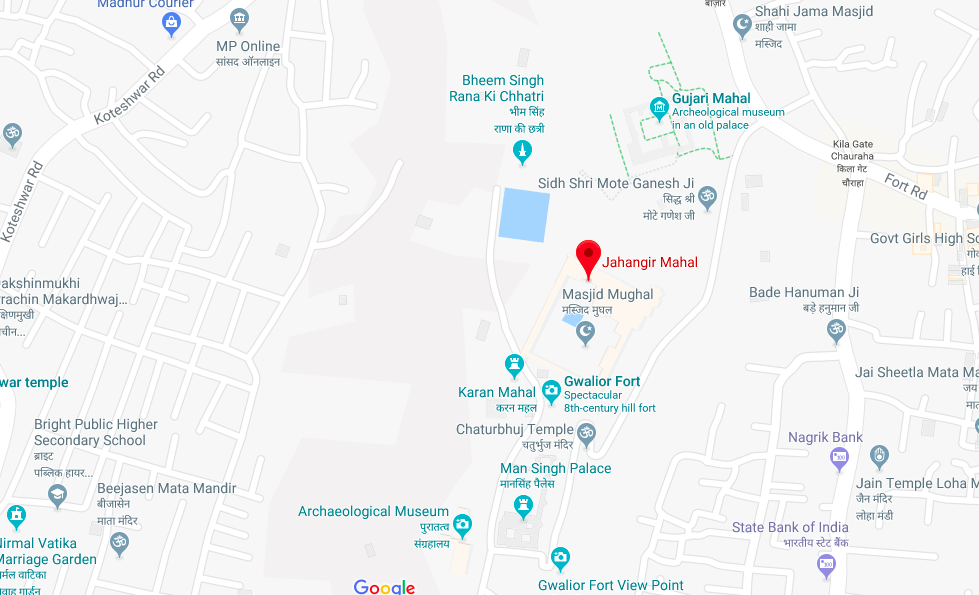 Madhur Courier
बाज़ार
Shahi Jama Masjid
शाही जामा
मस्जिद
MP Online
सांसद ऑनलाइन
Koteshwar Rd
Bheem Singh
Rana Ki Chhatri
भीम सिंह
राणा की छत्री
Gujari Mahal
Archeological museum
in an old palace
Kila Gate
Chauraha
किला गेट
चौराहा
Koteshwar Rd
Sidh Shri Mote Ganesh Ji
सिद्ध श्री
मोटे गणेश जी
Fort Rd
Govt Girls High Sc
गो
हाई
Jahangir Mahal
Dakshinmukhi
Prachin Makardhwaj...
क्षिणमुखी
चीन...
Masjid Mughal
मस्जिद मुघल
Bade Hanuman Ji
बड़े हनुमान जी
war temple
Karan Mahal
करन महल
Gwalior Fort
Spectacular
8th-century hill fort
Jai Sheetla Mata Ma
जय
मात
Bright Public Higher
Secondary School
ब्राइट
पब्लिक हायर...
Chaturbhuj Temple
चतुर्भुज मंदिर
Nagrik Bank
Man Singh Palace
मानसिंह पैलेस
Beejasen Mata Mandir
बीजासेन
माता मंदिर
Jain Temple Loha M
जैन मंदिर
लोहा मंडी
Archaeological Museum
पुरातत्व
संग्रहालय
State Bank of India
भारतीय स्टेट बैंक
Nirmal Vatika
Marriage Garden
िर्मल वाटिका
वाह गार्डन
Gwalior Fort View Point
Google